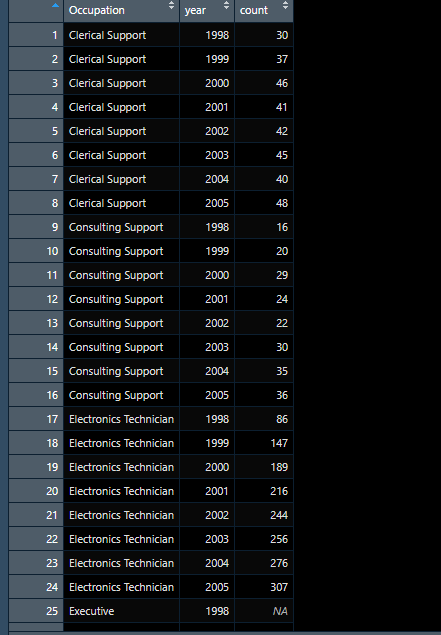 Occupation year count
1 Clerical Support 1998 30
2 Clerical Support 1999 37
3 Clerical Support 2000 46
4 Clerical Support 2001 41
5 Clerical Support 2002 42
6 Clerical Support 2003 45
7 Clerical Support 2004 40
8 Clerical Support 2005 48
9 Consulting Support 1998 16
10 Consulting Support 1999 20
11 Consulting Support 2000 29
12 Consulting Support 2001 24
13 Consulting Support 2002 22
14 Consulting Support 2003 30
15 Consulting Support 2004 35
16 Consulting Support 2005 36
17 Electronics Technician 1998 86
18 Electronics Technician 1999 147
19 Electronics Technician 2000 189
20 Electronics Technician 2001 216
21 Electronics Technician 2002 244
22 Electronics Technician 2003 256
23 Electronics Technician 2004 276
24 Electronics Technician 2005 307
25 Executive 1998 NA